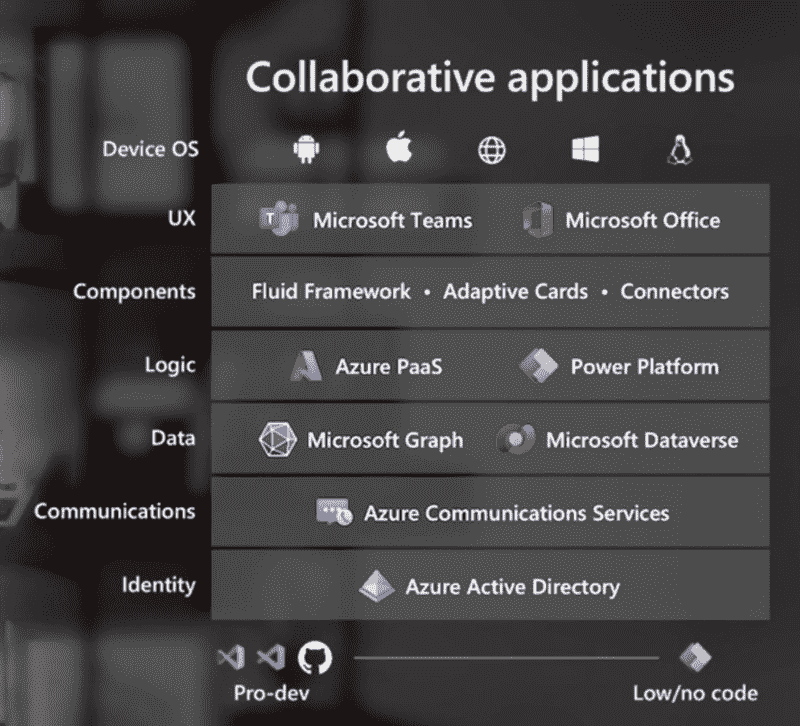 Collaborative applications
Device OS
UX
Microsoft Teams
Microsoft Office
Components
Fluid Framework • Adaptive Cards • Connectors
Logic
Azure PaaS
Power Platform
Data
Microsoft Graph
Microsoft Dataverse
Communications
Azure Communications Services
Identity
Azure Active Directory
Pro-dev
Low/no code